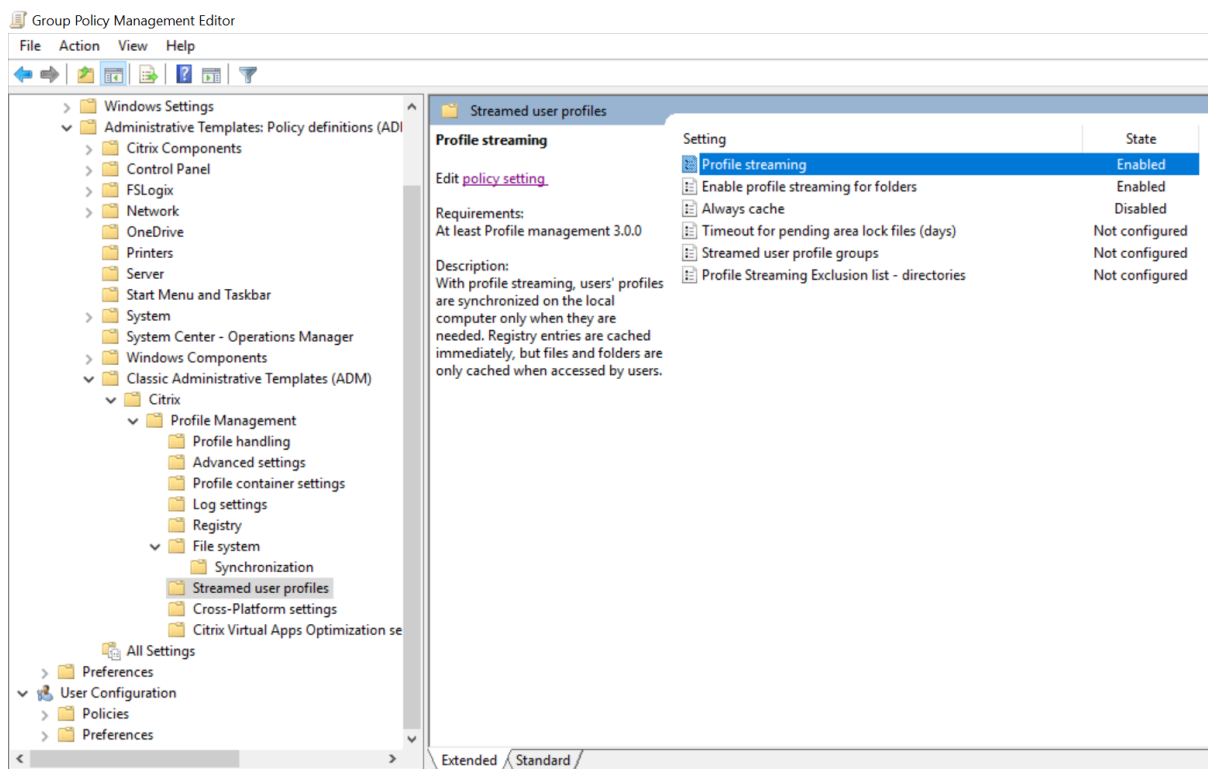 Group Policy Management Editor
File Action View Help
Windows Settings
Administrative Templates: Policy definitions (ADI
Citrix Components
Control Panel
FSLogix
Network
OneDrive
Printers
Server
Start Menu and Taskbar
System
System Center - Operations Manager
Windows Components
Classic Administrative Templates (ADM)
Citrix
Profile Management
Profile handling
Advanced settings
Profile container settings
Log settings
Registry
File system
Synchronization
Streamed user profiles
Cross-Platform settings
Citrix Virtual Apps Optimization se
All Settings
Preferences
User Configuration
Policies
Preferences
Streamed user profiles
Profile streaming
Edit policy setting
Requirements:
At least Profile management 3.0.0
Description:
With profile streaming, users' profiles
are synchronized on the local
computer only when they are
needed. Registry entries are cached
immediately, but files and folders are
only cached when accessed by users.
Setting State
Profile streaming Enabled
Enable profile streaming for folders Enabled
Always cache Disabled
Timeout for pending area lock files (days) Not configured
Streamed user profile groups Not configured
Profile Streaming Exclusion list - directories Not configured
Extended Standard